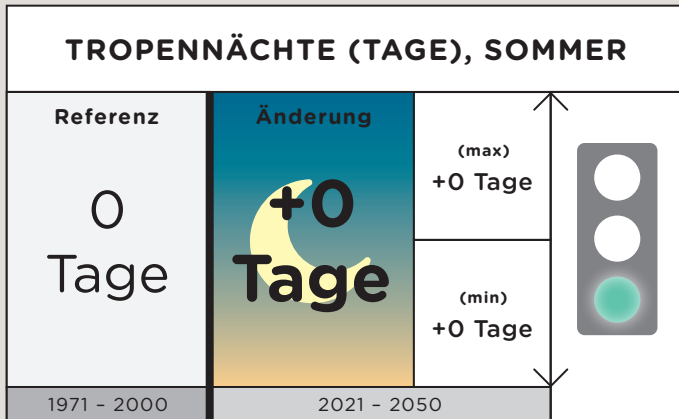 TROPENNÄCHTE (TAGE), SOMMER
Referenz
0
Tage
Änderung
+0
Tage
(max)
+0 Tage
(min)
+0 Tage
1971 – 2000
2021 – 2050